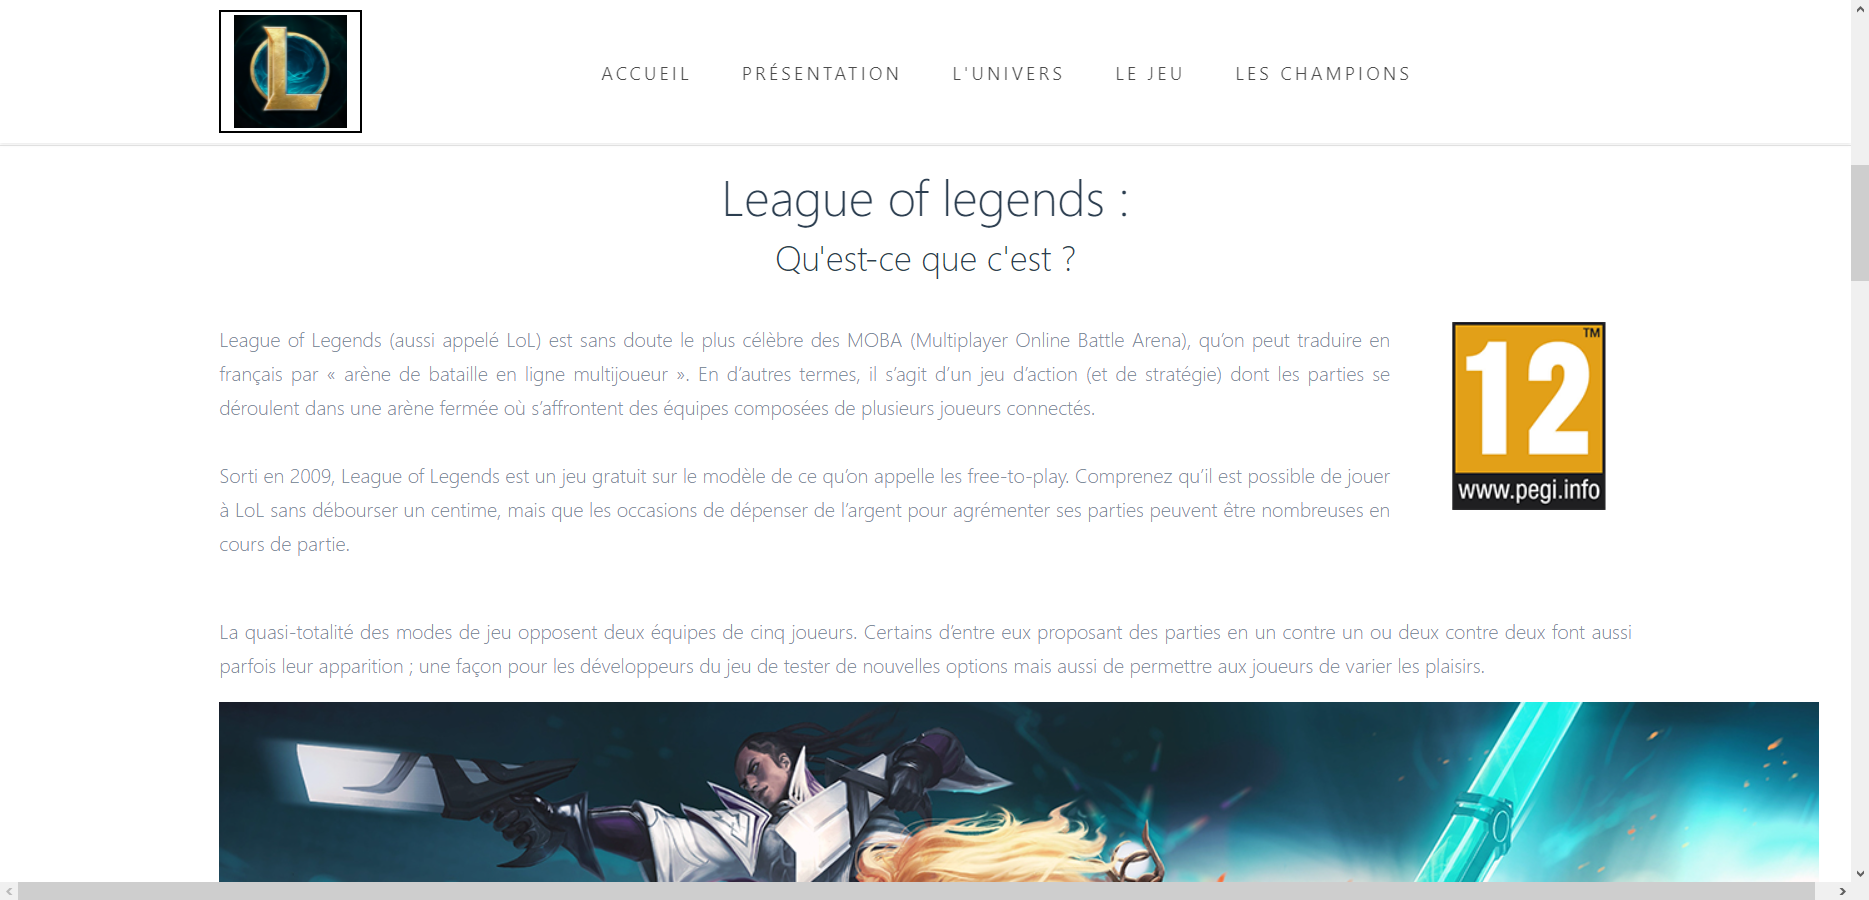 ACCUEIL PRÉSENTATION L'UNIVERS LE JEU LES CHAMPIONS
League of legends :
Qu'est-ce que c'est ?
League of Legends (aussi appelé LoL) est sans doute le plus célèbre des MOBA (Multiplayer Online Battle Arena), qu’on peut traduire en
français par « arène de bataille en ligne multijoueur ». En d’autres termes, il s’agit d’un jeu d’action (et de stratégie) dont les parties se
déroulent dans une arène fermée où s’affrontent des équipes composées de plusieurs joueurs connectés.
TM
12
www.pegi.info
Sorti en 2009, League of Legends est un jeu gratuit sur le modèle de ce qu’on appelle les free-to-play. Comprenez qu’il est possible de jouer
à LoL sans débourser un centime, mais que les occasions de dépenser de l’argent pour agrémenter ses parties peuvent être nombreuses en
cours de partie.
La quasi-totalité des modes de jeu opposent deux équipes de cinq joueurs. Certains d’entre eux proposant des parties en un contre un ou deux contre deux font aussi
parfois leur apparition ; une façon pour les développeurs du jeu de tester de nouvelles options mais aussi de permettre aux joueurs de varier les plaisirs.